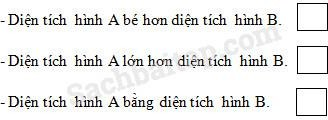 - Diện tích hình A bé hơn diện tích hình B.
- Diện tích hình A lớn hơn diện tích hình B.
Sachbaitap.com
- Diện tích hình A bằng diện tích hình B.